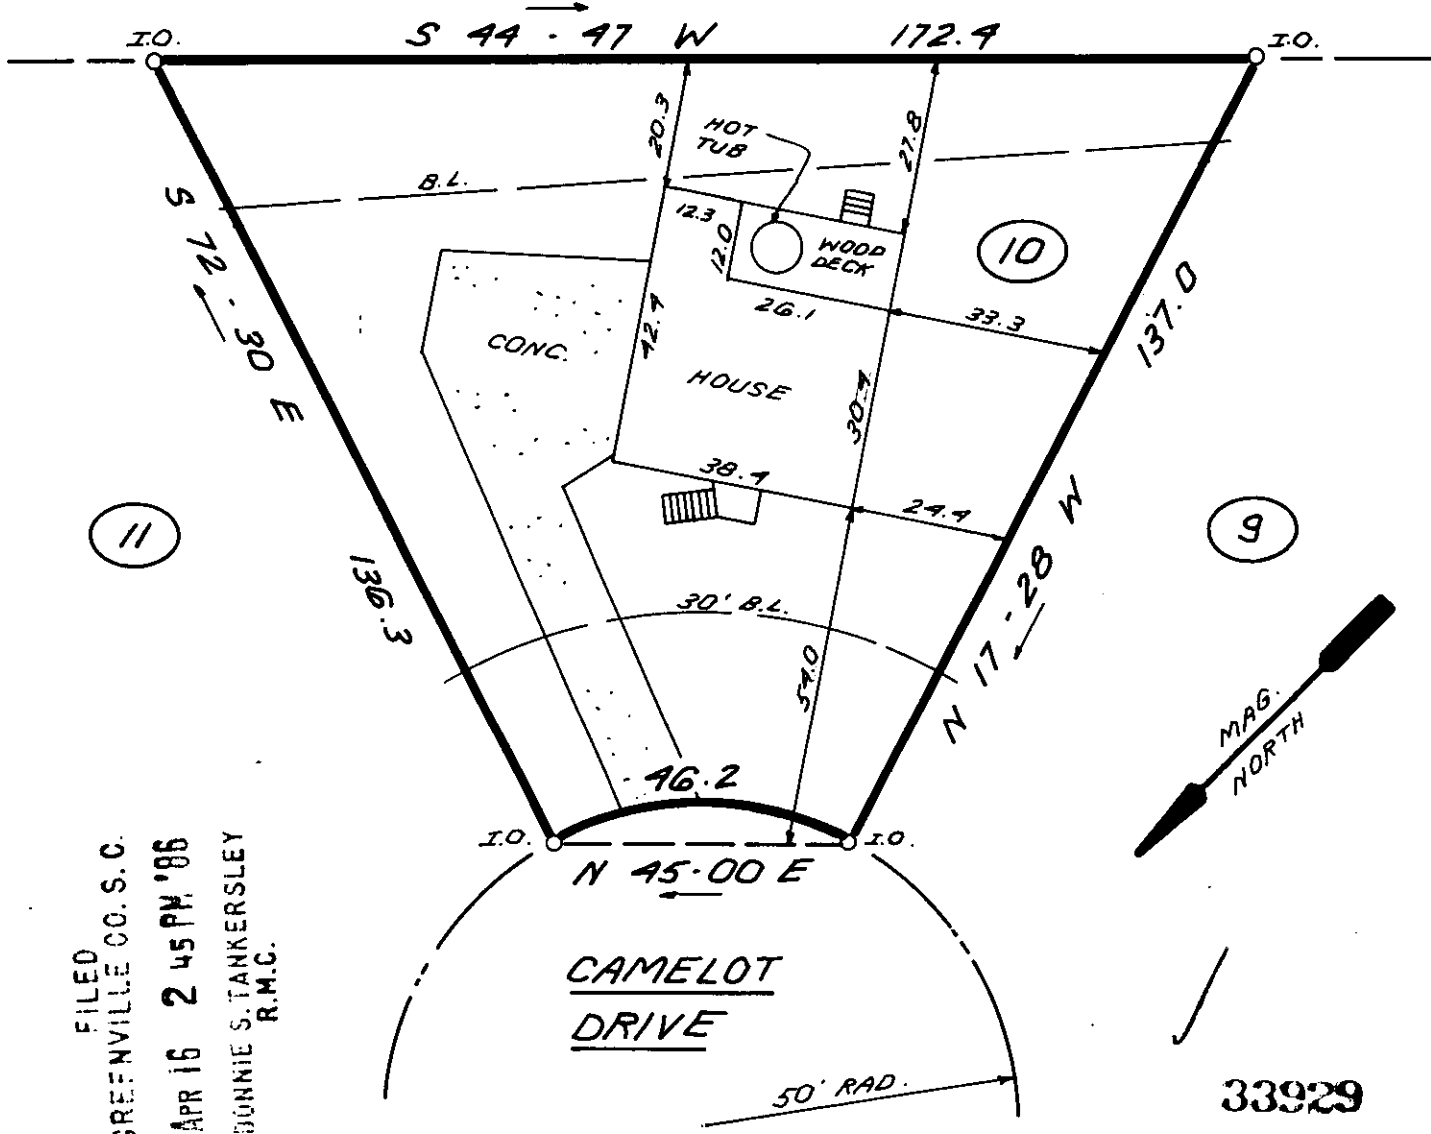 I.O.
S 44 - 47 W
172.4
I.O.
20.3
HOT
TUB
27.8
B.L.
S 72 - 30 E
12.3
12.0
WOOD
DECK
10
137.0
26.1
33.3
42.4
CONC.
HOUSE
30.4
38.4
24.4
11
9
136.3
N 17 - 28 W
30' B.L.
54.0
MAG.
NORTH
46.2
I.O.
I.O.
N 45-00 E
CAMELOT
DRIVE
50' RAD.
FILED
GREENVILLE CO. S. C.
APR 16 2 45 PM '86
DONNIE S. TANKERSLEY
R.M.C.
33929